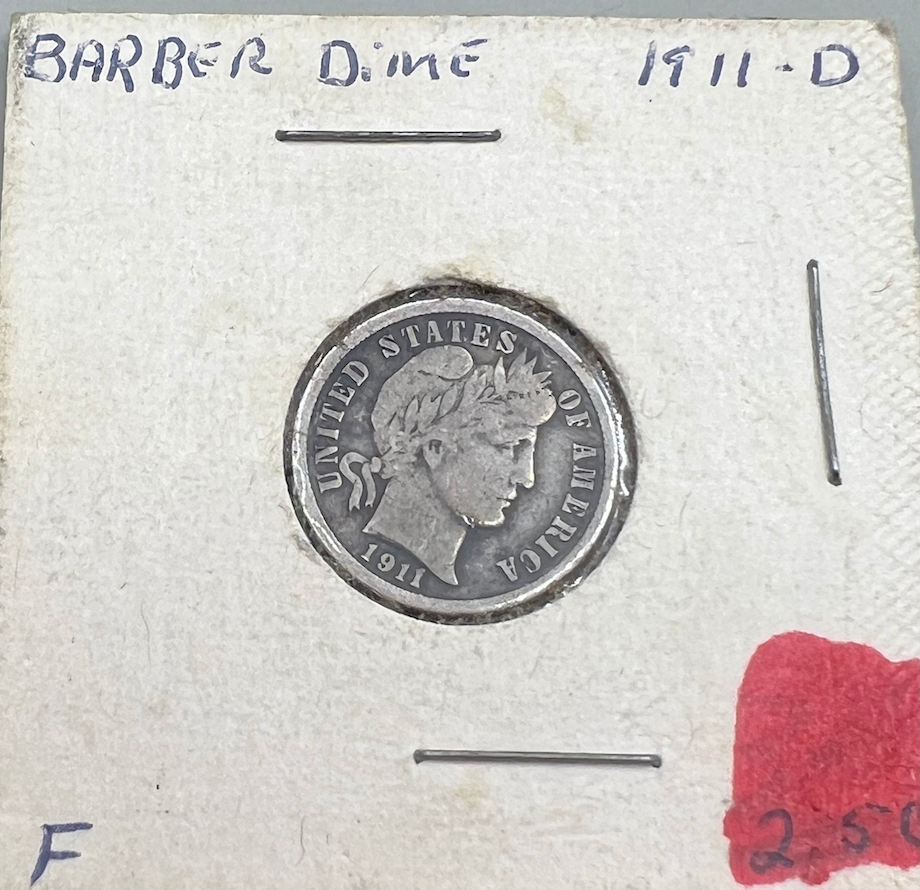 BARBER DiME 1911-D
UNITED STATES OF AMERICA
1911
F
2.50